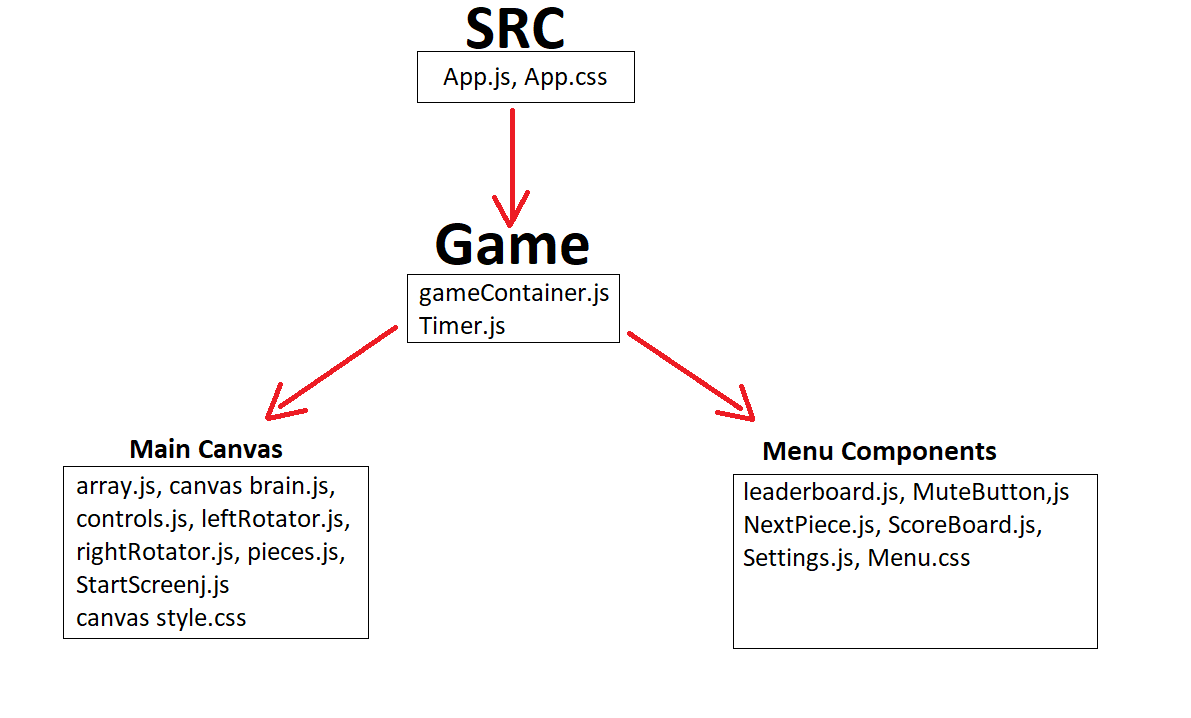 SRC
App.js, App.css
Game
gameContainer.js
Timer.js
Main Canvas
array.js, canvas brain.js,
controls.js, leftRotator.js,
rightRotator.js, pieces.js,
StartScreenj.js
canvas style.css
Menu Components
leaderboard.js, MuteButton,js
NextPiece.js, ScoreBoard.js,
Settings.js, Menu.css